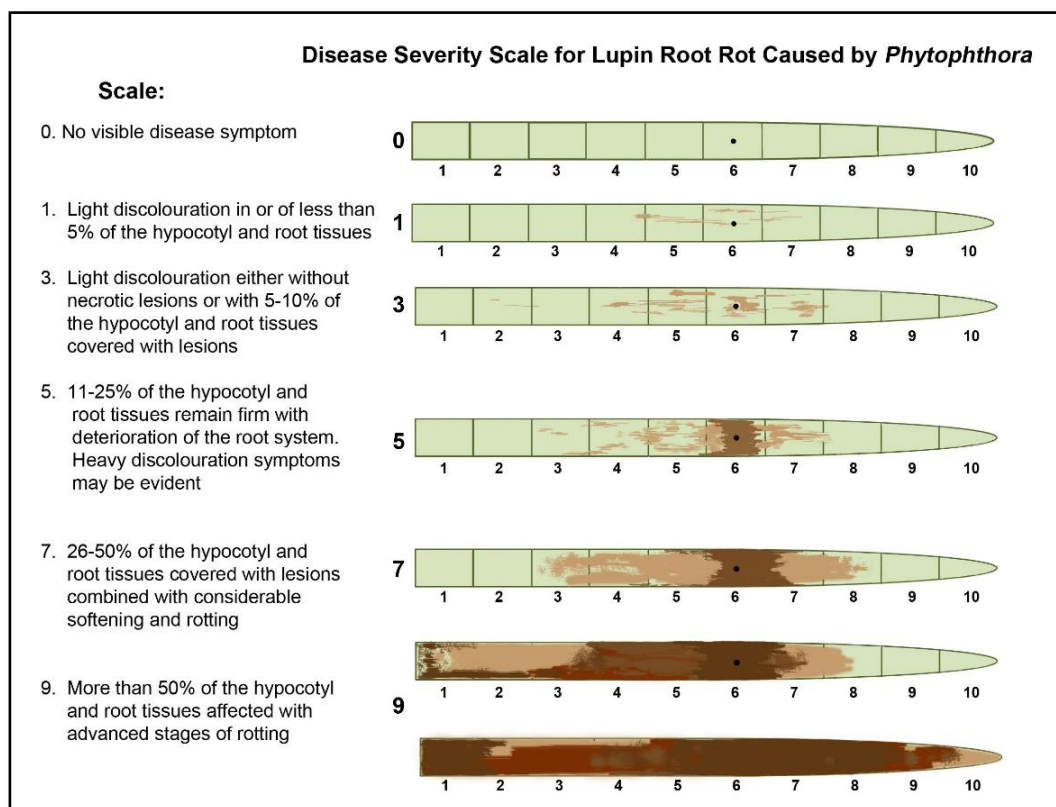 Disease Severity Scale for Lupin Root Rot Caused by Phytophthora
Scale:
0. No visible disease symptom
0
1 2 3 4 5 6 7 8 9 10
1. Light discolouration in or of less than
5% of the hypocotyl and root tissues
1
1 2 3 4 5 6 7 8 9 10
3. Light discolouration either without
necrotic lesions or with 5-10% of
the hypocotyl and root tissues
covered with lesions
3
1 2 3 4 5 6 7 8 9 10
5. 11-25% of the hypocotyl and
root tissues remain firm with
deterioration of the root system.
Heavy discolouration symptoms
may be evident
5
1 2 3 4 5 6 7 8 9 10
7. 26-50% of the hypocotyl and
root tissues covered with lesions
combined with considerable
softening and rotting
7
1 2 3 4 5 6 7 8 9 10
9. More than 50% of the hypocotyl
and root tissues affected with
advanced stages of rotting
9
1 2 3 4 5 6 7 8 9 10
1 2 3 4 5 6 7 8 9 10